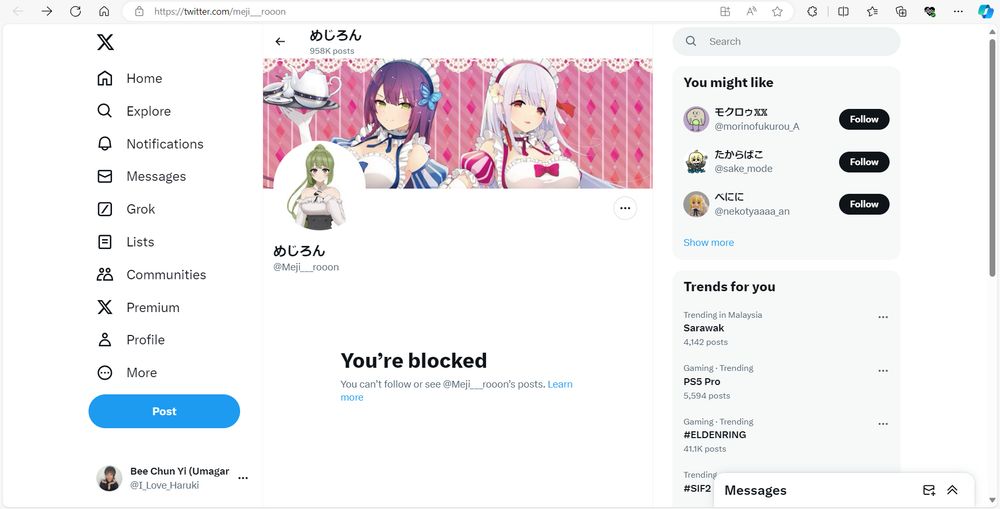 https://twitter.com/meji___rooon
めじろん
958K posts
Home
Explore
Notifications
Messages
Grok
Lists
Communities
Premium
Profile
More
Post
Bee Chun Yi (Umagar
@I_Love_Haruki
めじろん
@Meji___rooon
You're blocked
You can't follow or see @Meji___rooon's posts. Learn
more
Search
You might like
モクロゥ𝕏𝕏
@morinofukurou_A
Follow
たからばこ
@sake_mode
Follow
べにに
@nekotyaaaa_an
Follow
Show more
Trends for you
Trending in Malaysia
Sarawak
4,142 posts
Gaming · Trending
PS5 Pro
5,594 posts
Gaming · Trending
#ELDENRING
41.1K posts
Trending
#SIF2
Messages